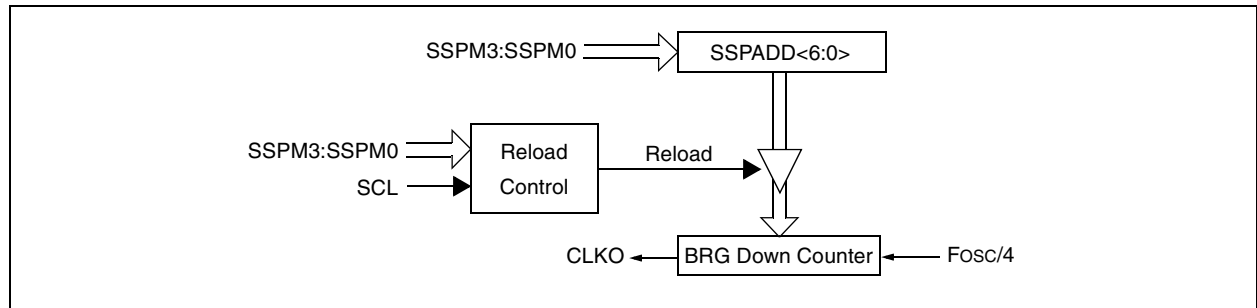 SSPM3:SSPM0
SSPADD<6:0>
SSPM3:SSPM0
SCL
Reload
Control
Reload
CLKO
BRG Down Counter
FOSC/4